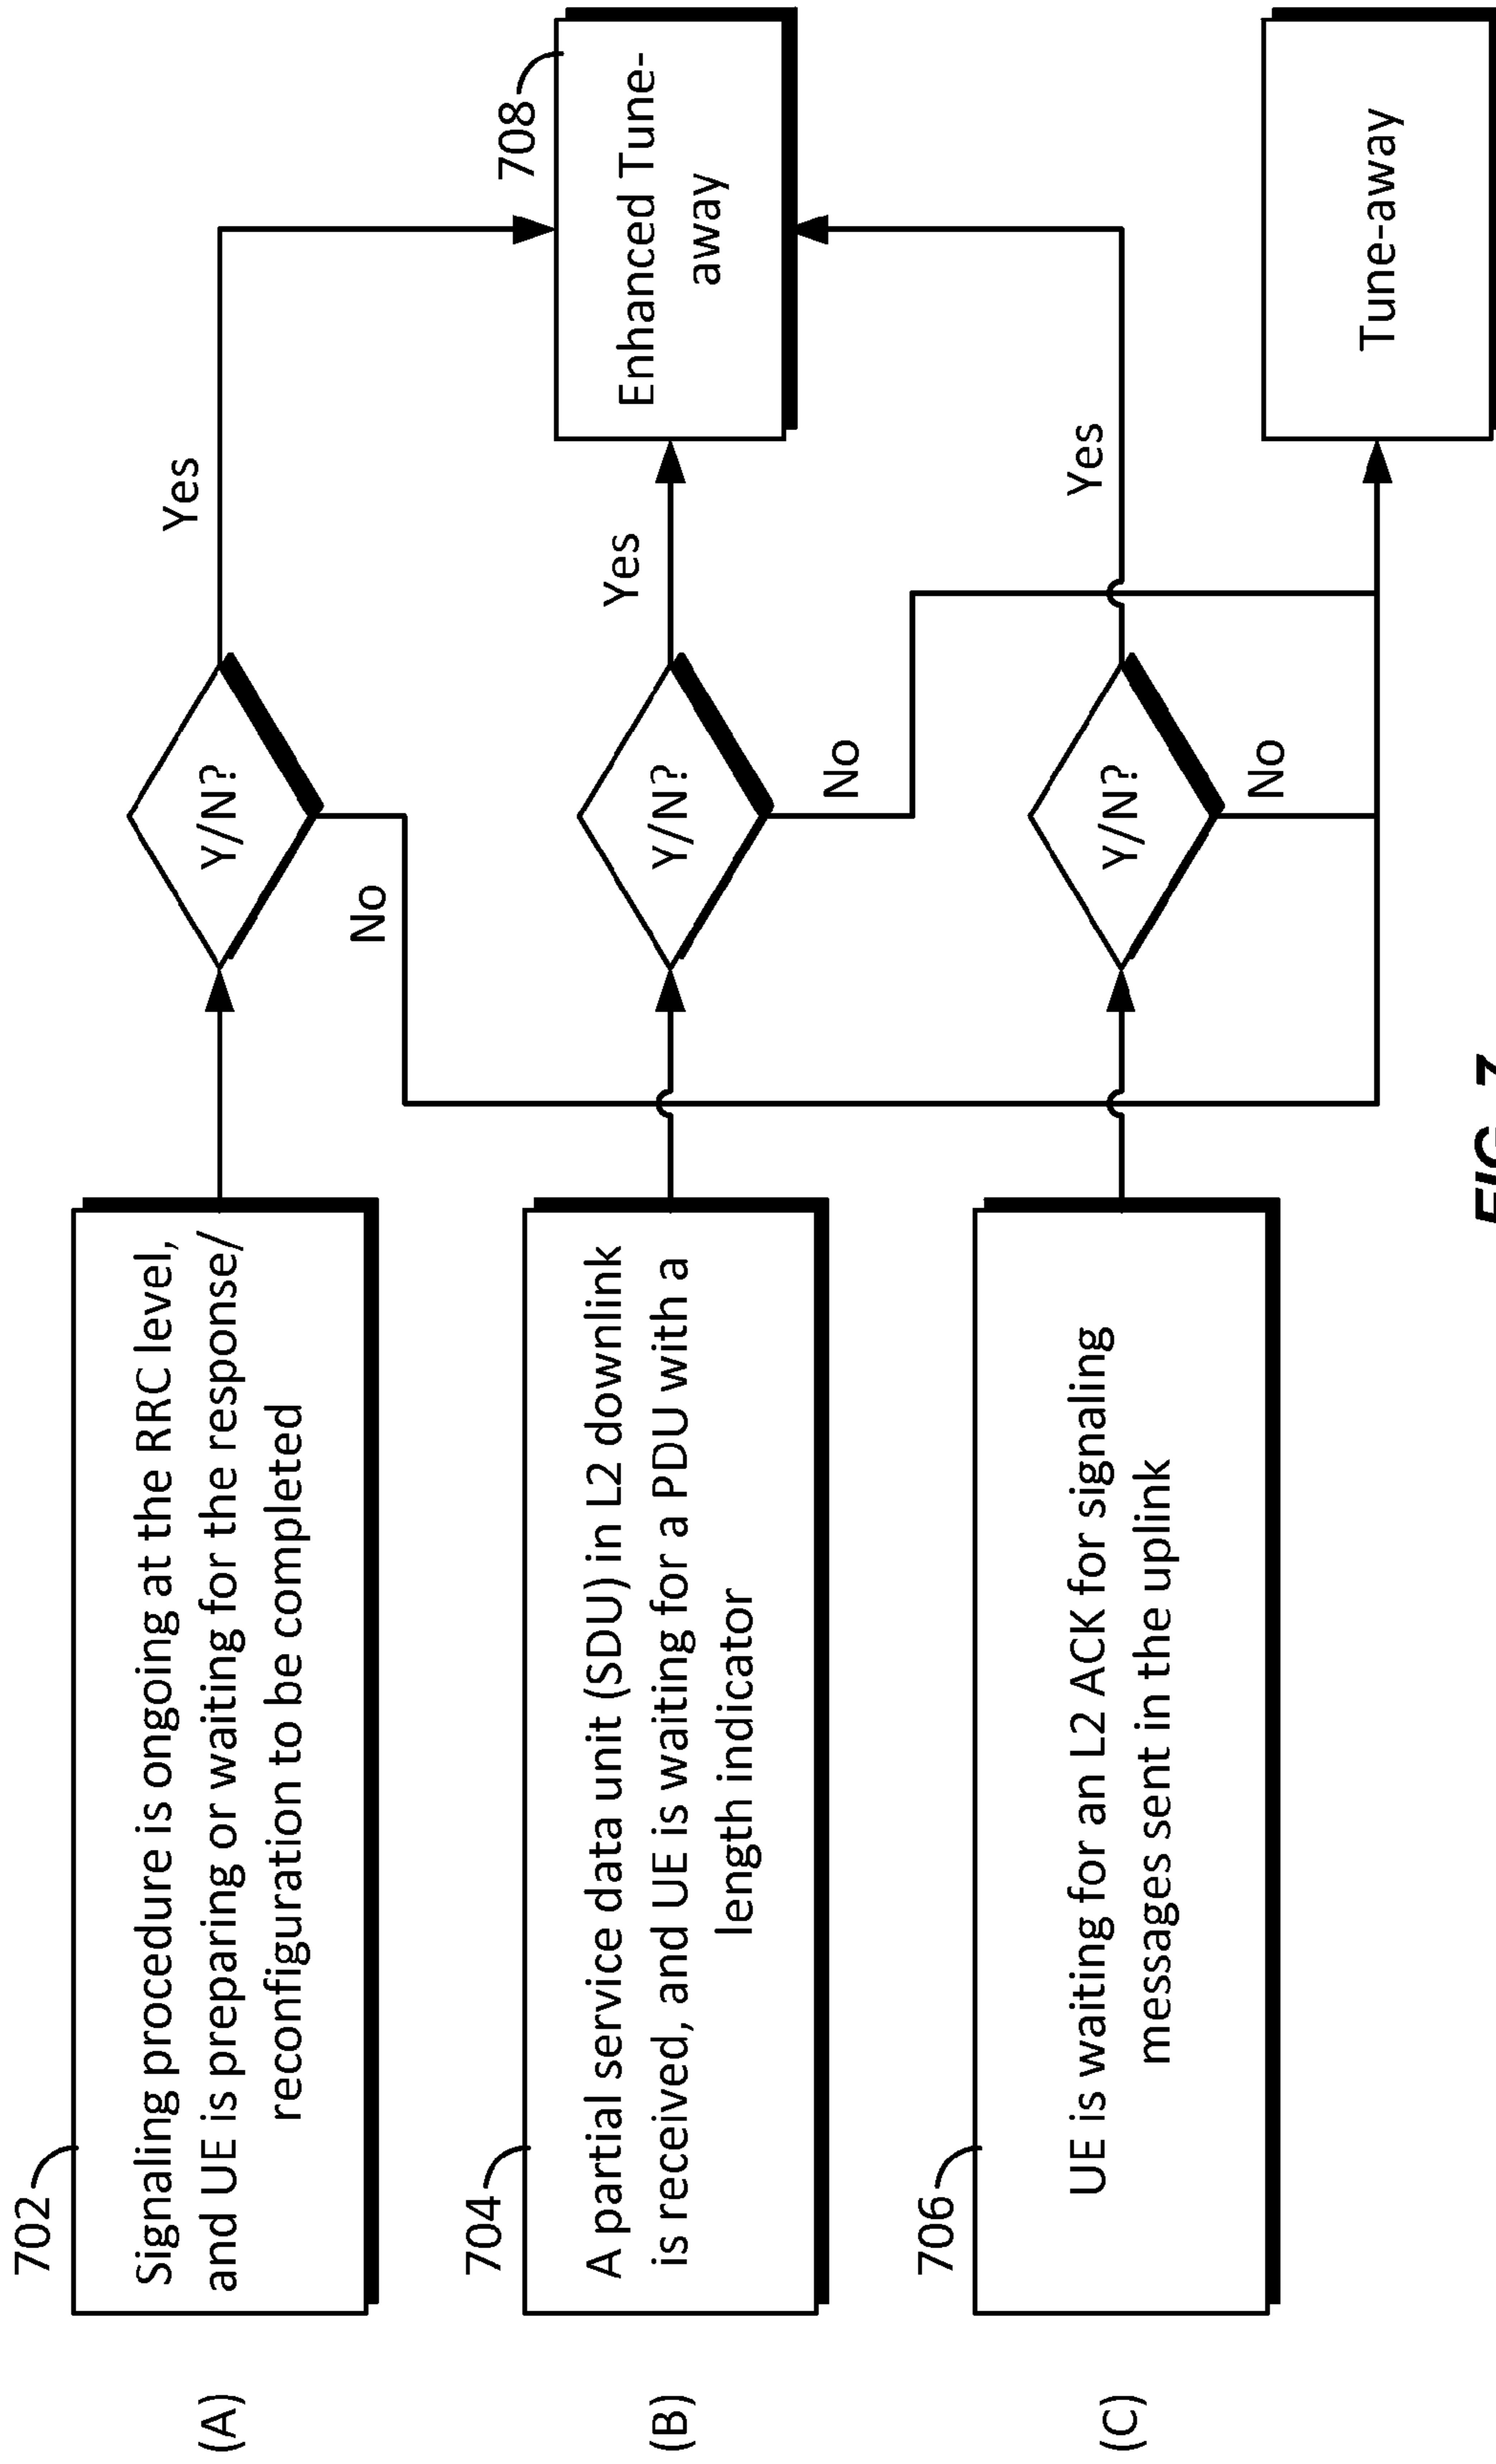 (A)
702
Signaling procedure is ongoing at the RRC level,
and UE is preparing or waiting for the response/
reconfiguration to be completed
Y/N?
Yes
No
(B)
704
A partial service data unit (SDU) in L2 downlink
is received, and UE is waiting for a PDU with a
length indicator
Y/N?
Yes
No
708
Enhanced Tune-
away
(C)
706
UE is waiting for an L2 ACK for signaling
messages sent in the uplink
Y/N?
Yes
No
Tune-away
FIG. 7